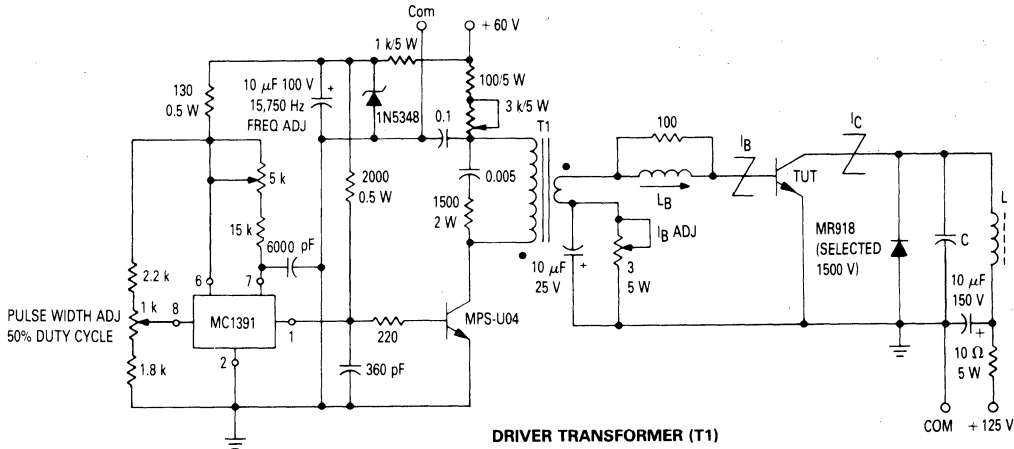 Com
+ 60 V
1 k/5 W
100/5 W
130
0.5 W
10 μF 100 V
+
15,750 Hz
FREQ ADJ
1N5348
3 k/5 W
0.1
T1
5 k
2000
0.5 W
0.005
1500
2 W
15 k
6000 pF
100
LB
IB
IC
TUT
IB ADJ
10 μF
25 V
+
3
5 W
MR918
(SELECTED
1500 V)
C
L
10 μF
150 V
+
10 Ω
5 W
2.2 k
6
7
PULSE WIDTH ADJ
50% DUTY CYCLE
1 k
8
MC1391
1
220
MPS-U04
2
1.8 k
360 pF
COM
+ 125 V
DRIVER TRANSFORMER (T1)